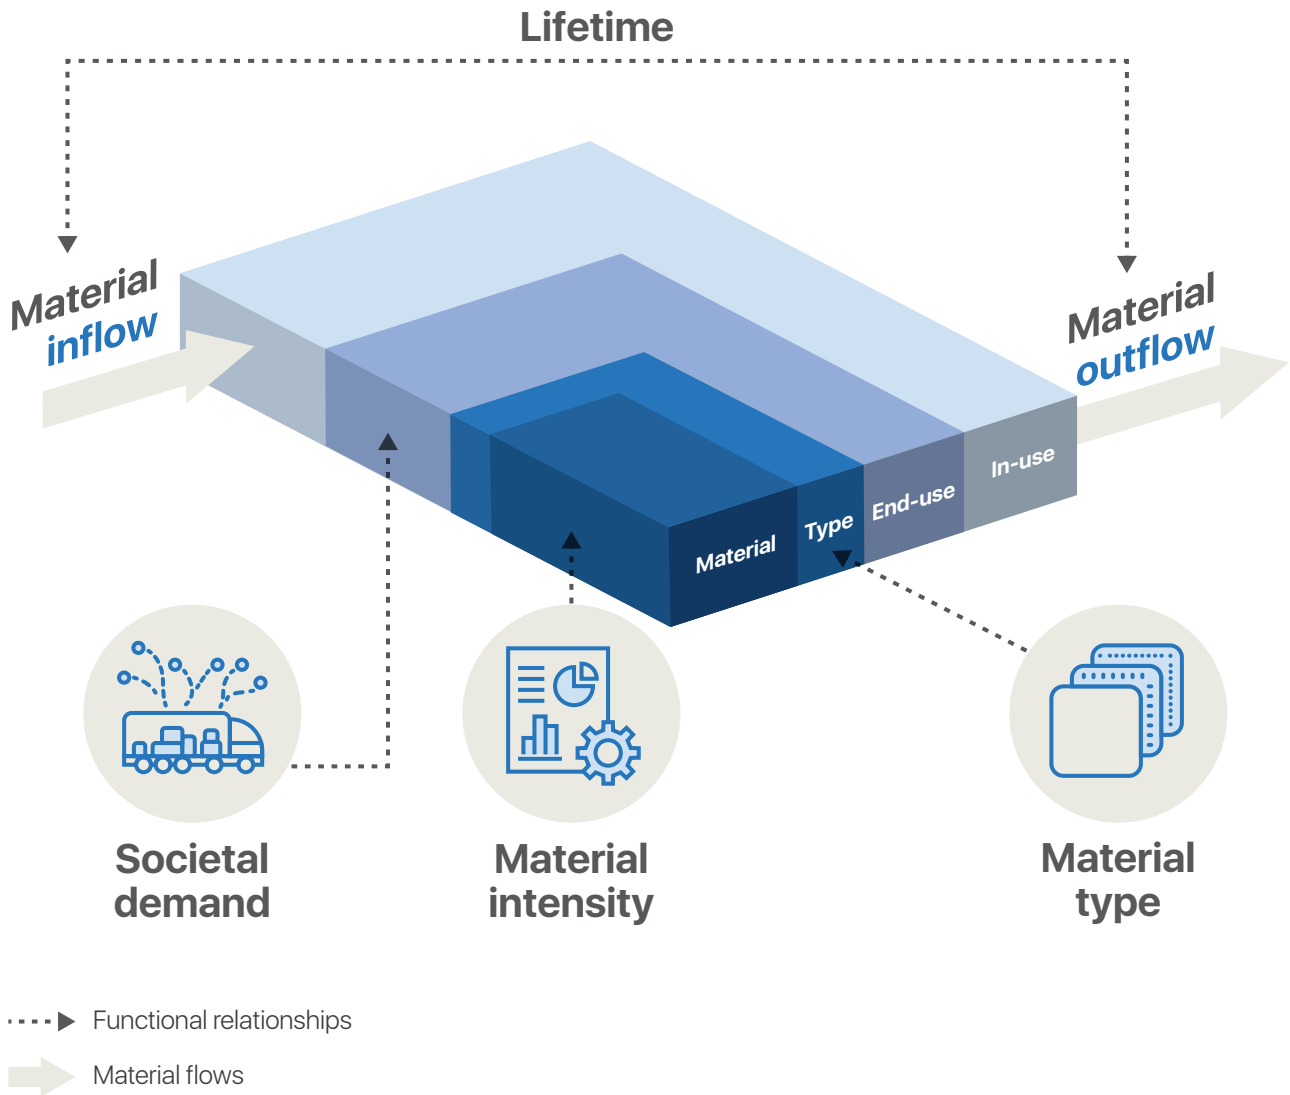 Lifetime
Material
inflow
Material
outflow
In-use
End-use
Type
Material
Societal
demand
Material
intensity
Material
type
Functional relationships
Material flows